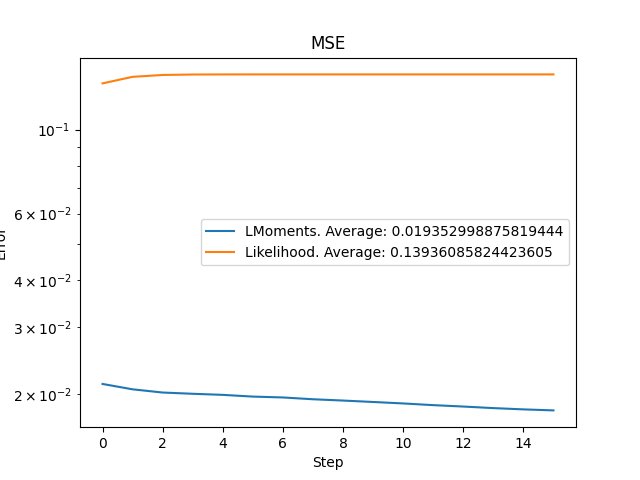 MSE
10⁻¹
6 × 10⁻²
4 × 10⁻²
3 × 10⁻²
2 × 10⁻²
Error
LMoments. Average: 0.019352998875819444
Likelihood. Average: 0.13936085824423605
0 2 4 6 8 10 12 14
Step